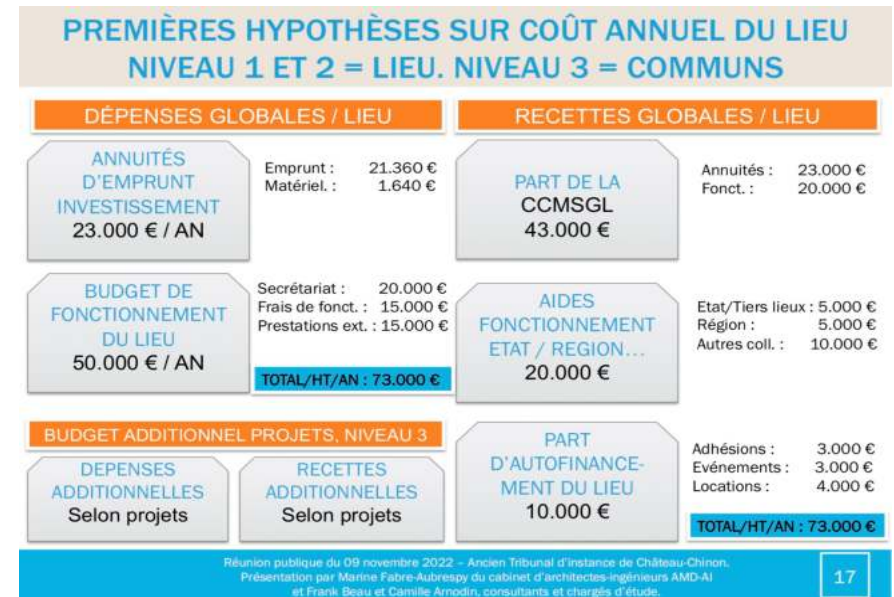 PREMIÈRES HYPOTHÈSES SUR COÛT ANNUEL DU LIEU
NIVEAU 1 ET 2 = LIEU. NIVEAU 3 = COMMUNS
DÉPENSES GLOBALES / LIEU
ANNUITÉS
D'EMPRUNT
INVESTISSEMENT
23.000 € / AN
Emprunt : 21.360 €
Matériel. : 1.640 €
BUDGET DE
FONCTIONNEMENT
DU LIEU
50.000 € / AN
Secrétariat : 20.000 €
Frais de fonct. : 15.000 €
Prestations ext. : 15.000 €
TOTAL/HT/AN : 73.000 €
BUDGET ADDITIONNEL PROJETS, NIVEAU 3
DEPENSES
ADDITIONNELLES
Selon projets
RECETTES
ADDITIONNELLES
Selon projets
RECETTES GLOBALES / LIEU
PART DE LA
CCMSGL
43.000 €
Annuités : 23.000 €
Fonct. : 20.000 €
AIDES
FONCTIONNEMENT
ETAT / REGION...
20.000 €
Etat/Tiers lieux : 5.000 €
Région : 5.000 €
Autres coll. : 10.000 €
PART
D'AUTOFINANCE-
MENT DU LIEU
10.000 €
Adhésions : 3.000 €
Evénements : 3.000 €
Locations : 4.000 €
TOTAL/HT/AN : 73.000 €
Réunion publique du 09 novembre 2022 – Ancien Tribunal d'instance de Château-Chinon.
Présentation par Marine Fabre-Aubrespy du cabinet d'architectes-ingénieurs AMD-AI
et Frank Beau et Camille Arnodin, consultants et chargés d'étude.
17